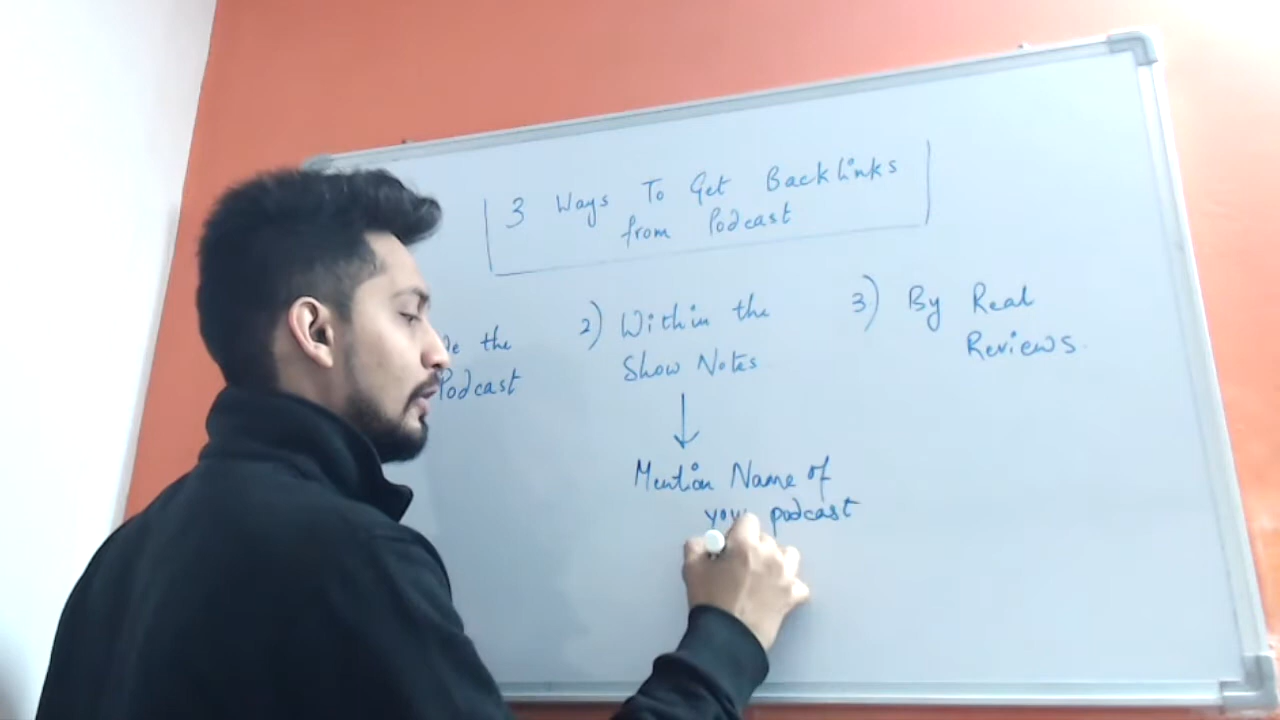 3 Ways To Get Backlinks
from Podcast
the
Podcast
2) Within the
Show Notes
Mention Name of
your podcast
3) By Real
Reviews.